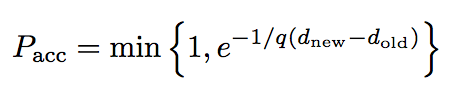 P_acc = min {1, e^{-1/q(d_new - d_old)}}